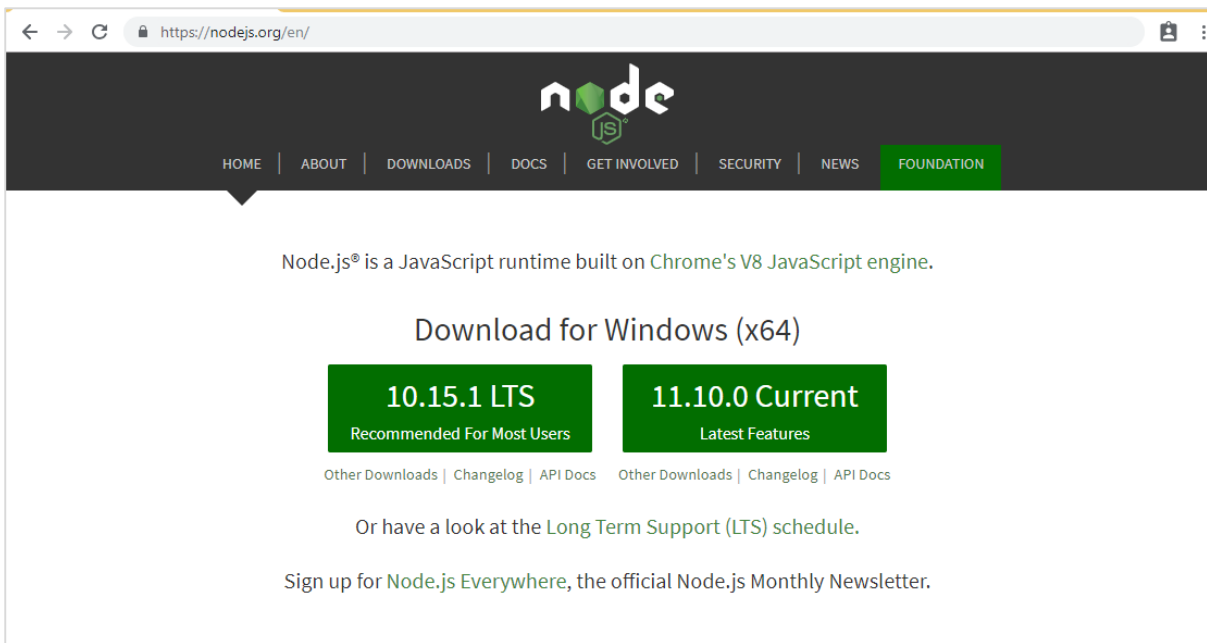 https://nodejs.org/en/
node
JS
HOME | ABOUT | DOWNLOADS | DOCS | GET INVOLVED | SECURITY | NEWS FOUNDATION
Node.js® is a JavaScript runtime built on Chrome's V8 JavaScript engine.
Download for Windows (x64)
10.15.1 LTS 11.10.0 Current
Recommended For Most Users Latest Features
Other Downloads | Changelog | API Docs Other Downloads | Changelog | API Docs
Or have a look at the Long Term Support (LTS) schedule.
Sign up for Node.js Everywhere, the official Node.js Monthly Newsletter.